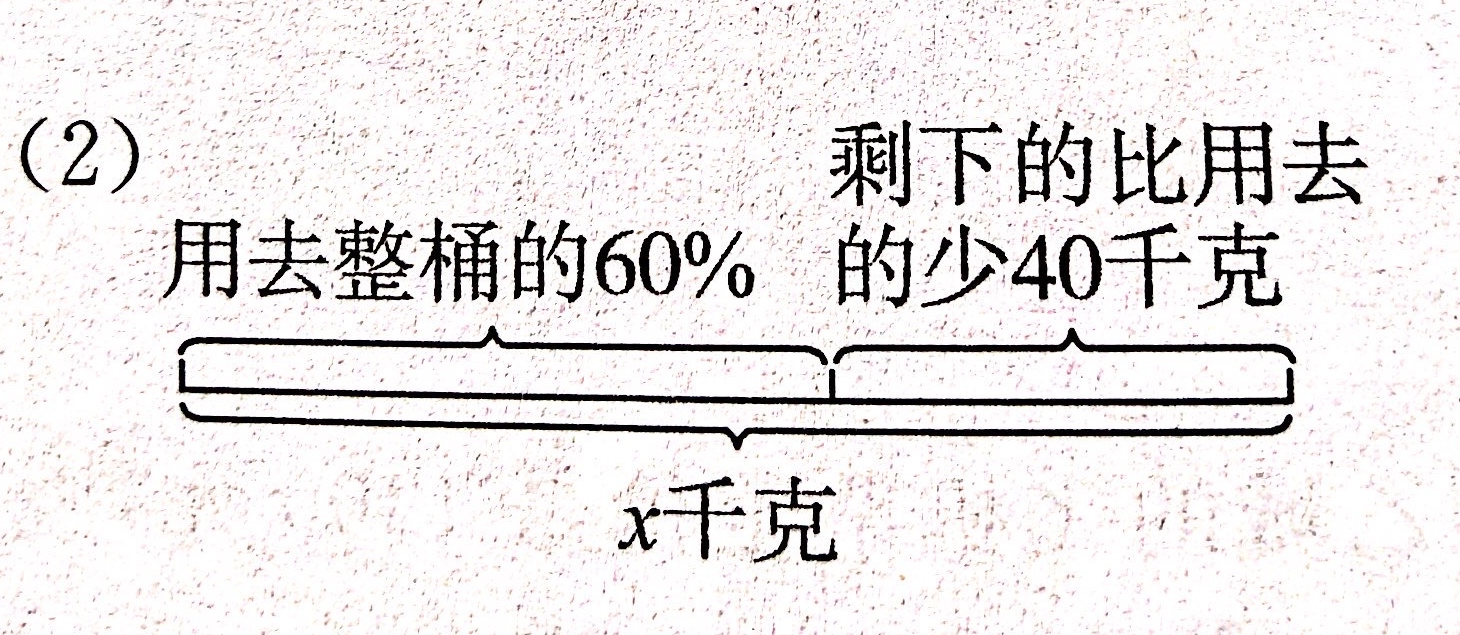 (2)
剩下的比用去
用去整桶的60% 的少40千克
x千克